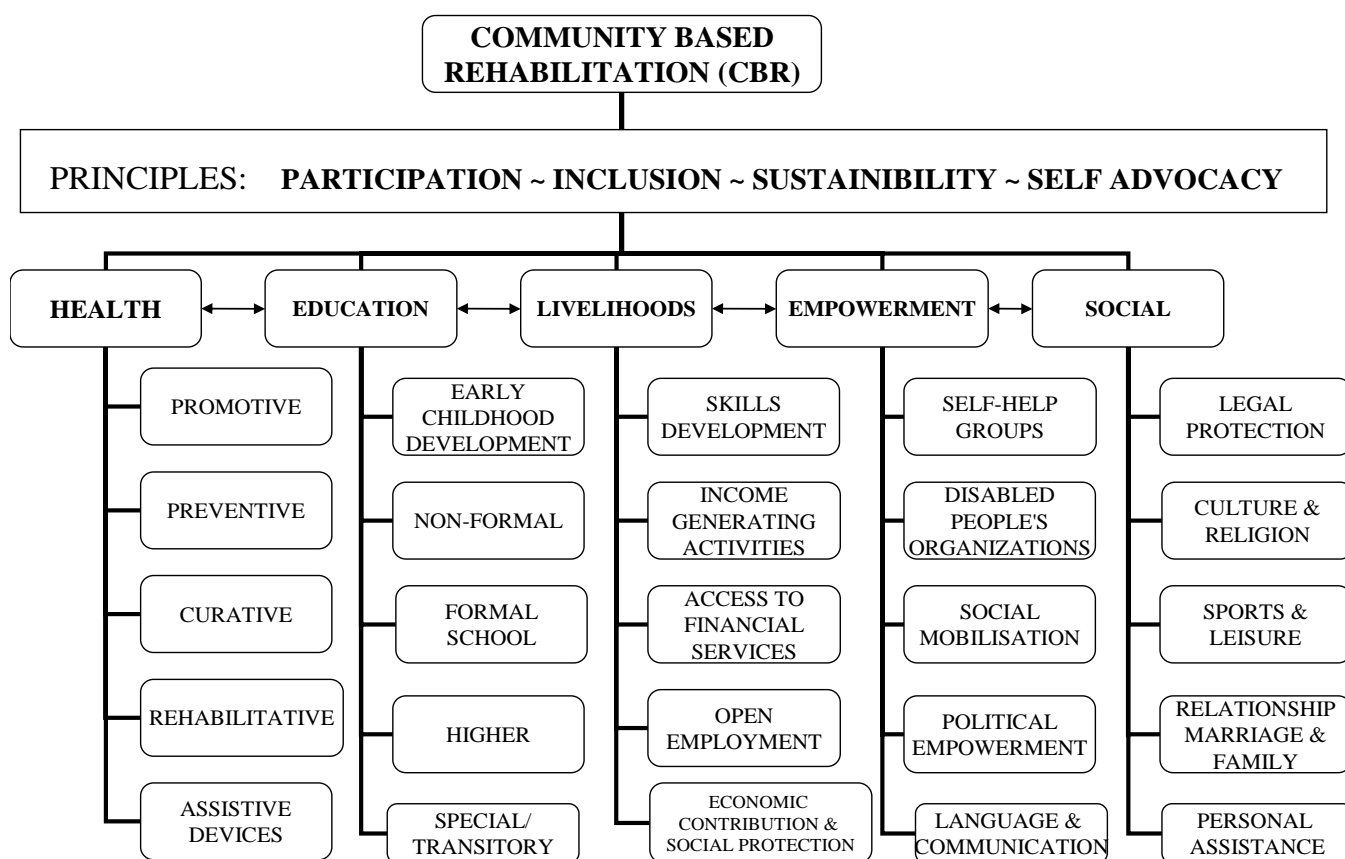 COMMUNITY BASED
REHABILITATION (CBR)
PRINCIPLES: PARTICIPATION ~ INCLUSION ~ SUSTAINIBILITY ~ SELF ADVOCACY
HEALTH
EDUCATION
LIVELIHOODS
EMPOWERMENT
SOCIAL
PROMOTIVE
PREVENTIVE
CURATIVE
REHABILITATIVE
ASSISTIVE
DEVICES
EARLY
CHILDHOOD
DEVELOPMENT
NON-FORMAL
FORMAL
SCHOOL
HIGHER
SPECIAL/
TRANSITORY
SKILLS
DEVELOPMENT
INCOME
GENERATING
ACTIVITIES
ACCESS TO
FINANCIAL
SERVICES
OPEN
EMPLOYMENT
ECONOMIC
CONTRIBUTION &
SOCIAL PROTECTION
SELF-HELP
GROUPS
DISABLED
PEOPLE'S
ORGANIZATIONS
SOCIAL
MOBILISATION
POLITICAL
EMPOWERMENT
LANGUAGE &
COMMUNICATION
LEGAL
PROTECTION
CULTURE &
RELIGION
SPORTS &
LEISURE
RELATIONSHIP
MARRIAGE &
FAMILY
PERSONAL
ASSISTANCE